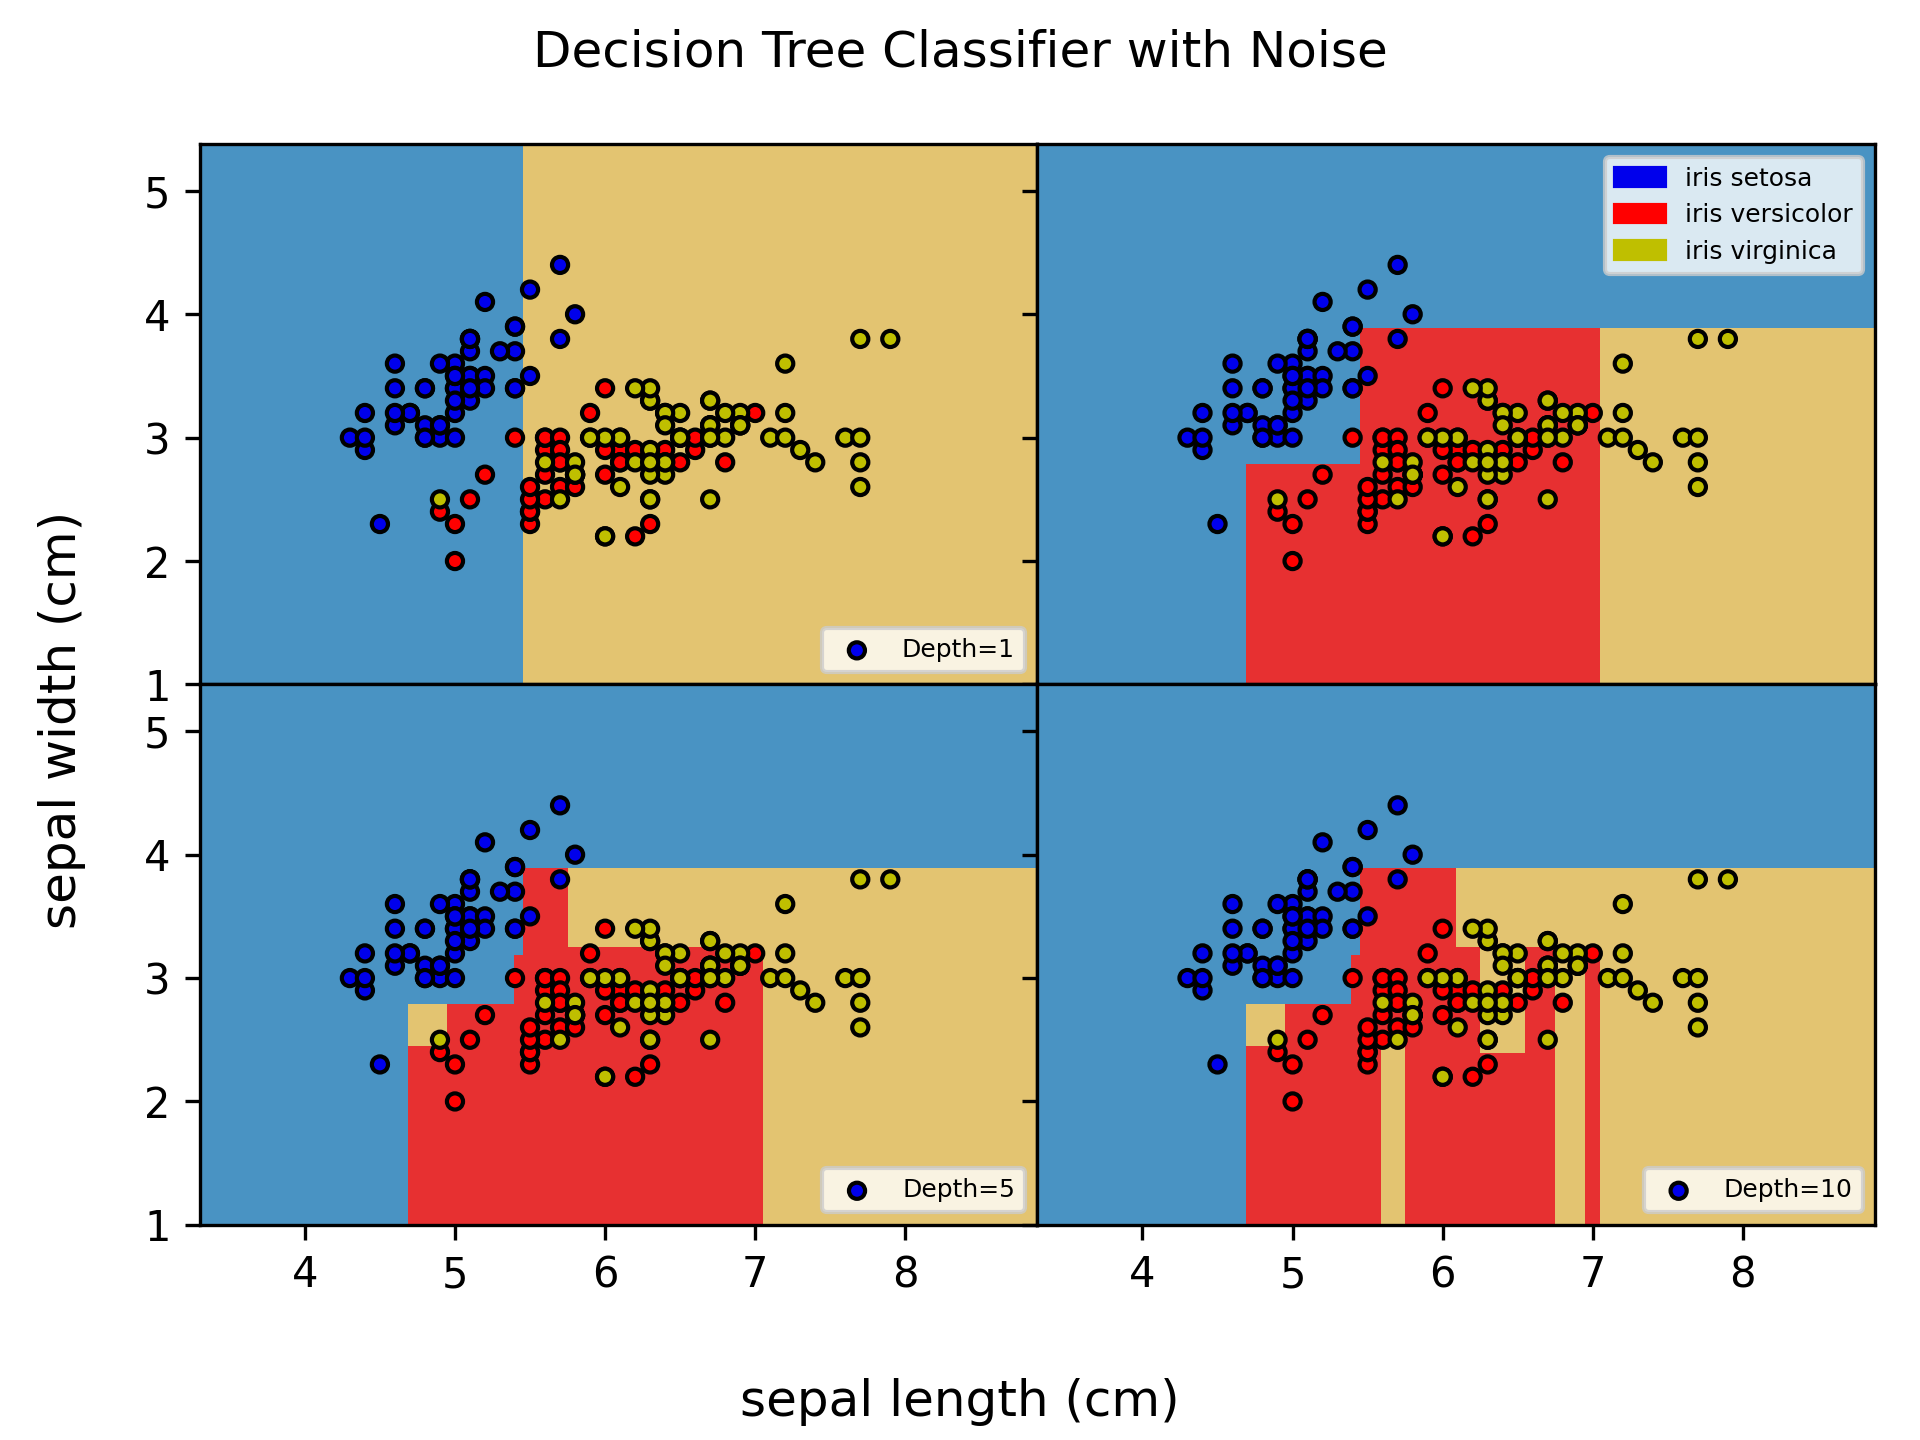 Decision Tree Classifier with Noise
sepal width (cm)
5
4
3
2
1
Depth=1
iris setosa
iris versicolor
iris virginica
5
4
3
2
1
Depth=5
Depth=10
4 5 6 7 8
4 5 6 7 8
sepal length (cm)